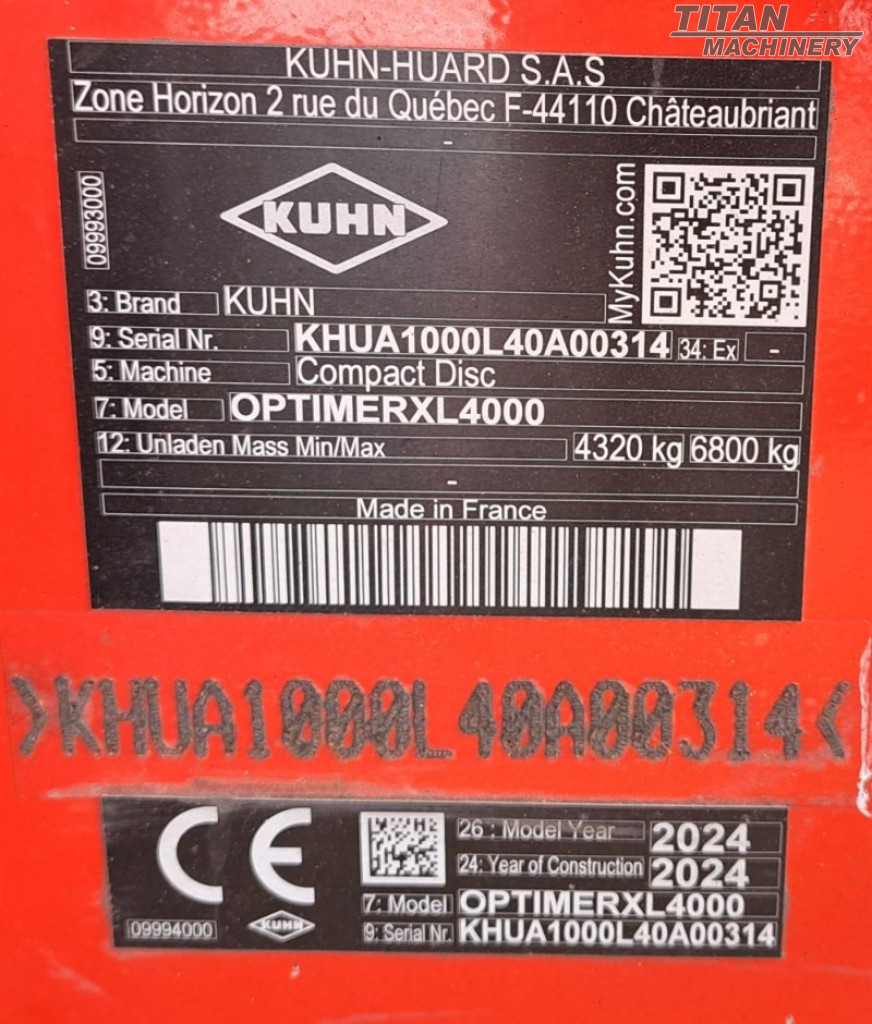 TITAN
MACHINERY
KUHN-HUARD S.A.S
Zone Horizon 2 rue du Québec F-44110 Châteaubriant
-
09993000
KUHN
MyKuhn.com
3: Brand KUHN
9: Serial Nr. KHUA1000L40A00314 34: Ex -
5: Machine Compact Disc
7: Model OPTIMERXL4000
12: Unladen Mass Min/Max 4320 kg 6800 kg
-
Made in France
>KHUA1000L40A00314<
CE
26 : Model Year 2024
24: Year of Construction 2024
7: Model OPTIMERXL4000
09994000 KUHN 9: Serial Nr. KHUA1000L40A00314